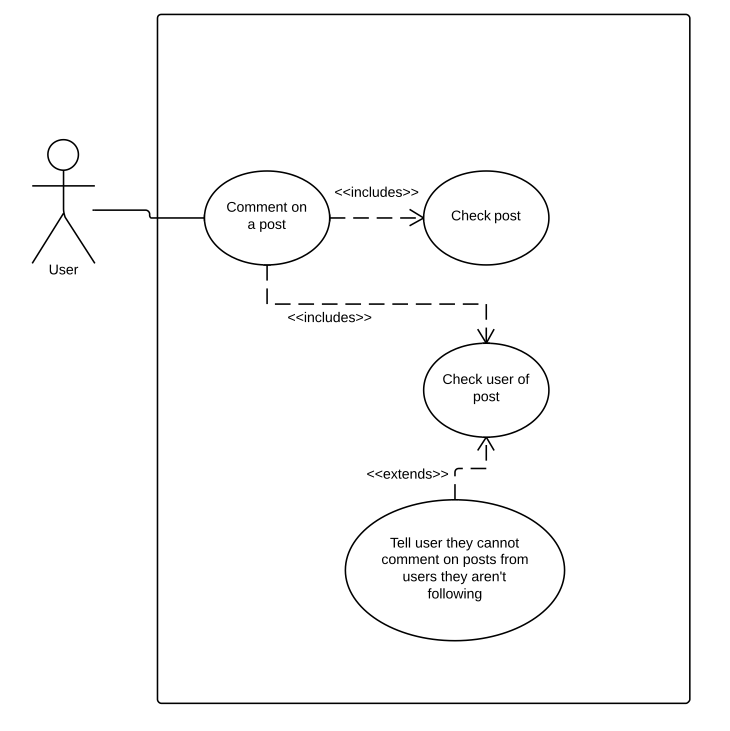 Comment on
a post
<<includes>>
Check post
User
<<includes>>
Check user of
post
<<extends>>
Tell user they cannot
comment on posts from
users they aren't
following